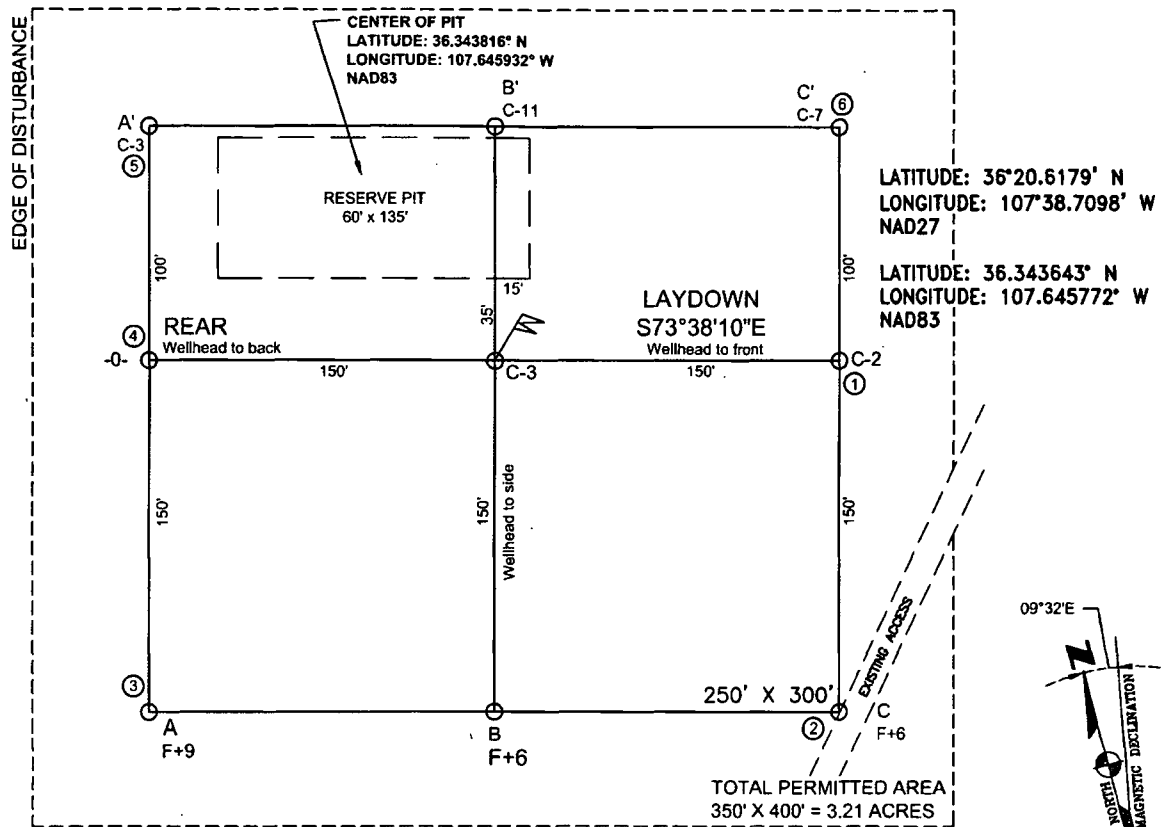 EDGE OF DISTURBANCE
CENTER OF PIT
LATITUDE: 36.343816° N
LONGITUDE: 107.645932° W
NAD83
A'
C-3
⑤
B'
C-11
C'
C-7
⑥
RESERVE PIT
60' x 135'
LATITUDE: 36°20.6179' N
LONGITUDE: 107°38.7098' W
NAD27
LATITUDE: 36.343643° N
LONGITUDE: 107.645772° W
NAD83
100'
15'
35'
100'
LAYDOWN
S73°38'10"E
Wellhead to front
④
-0-
REAR
Wellhead to back
150'
C-3
150'
C-2
①
150'
150'
Wellhead to side
150'
EXISTING ACCESS
09°32'E
N
NORTH
MAGNETIC DECLINATION
③
A
F+9
B
F+6
250' X 300'
②
C
F+6
TOTAL PERMITTED AREA
350' X 400' = 3.21 ACRES